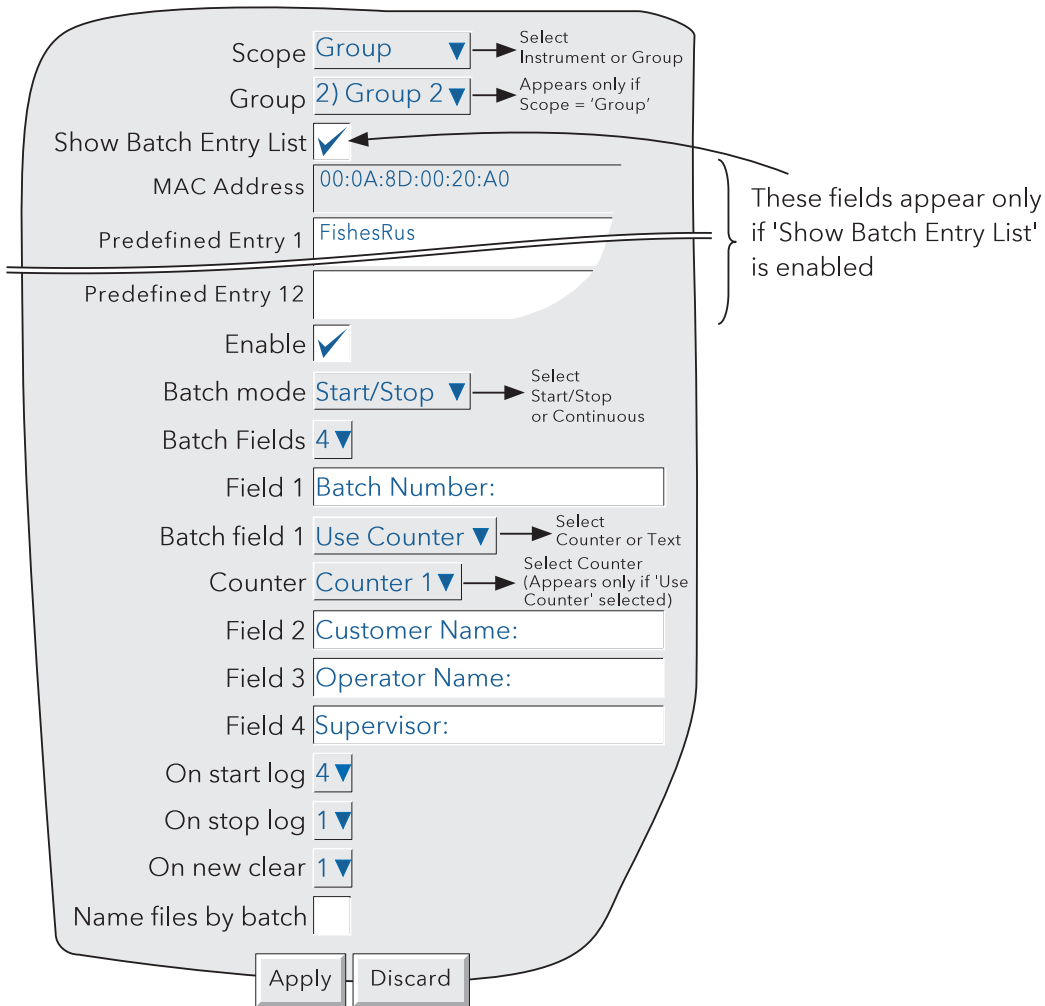 Scope Group ▼ Select
Instrument or Group
Group 2) Group 2 ▼ Appears only if
Scope = ‘Group’
Show Batch Entry List
MAC Address 00:0A:8D:00:20:A0
Predefined Entry 1 FishesRus
Predefined Entry 12
These fields appear only
if 'Show Batch Entry List'
is enabled
Enable
Batch mode Start/Stop ▼ Select
Start/Stop
or Continuous
Batch Fields 4 ▼
Field 1 Batch Number:
Batch field 1 Use Counter ▼ Select
Counter or Text
Counter Counter 1 ▼ Select Counter
(Appears only if 'Use
Counter' selected)
Field 2 Customer Name:
Field 3 Operator Name:
Field 4 Supervisor:
On start log 4 ▼
On stop log 1 ▼
On new clear 1 ▼
Name files by batch
Apply Discard